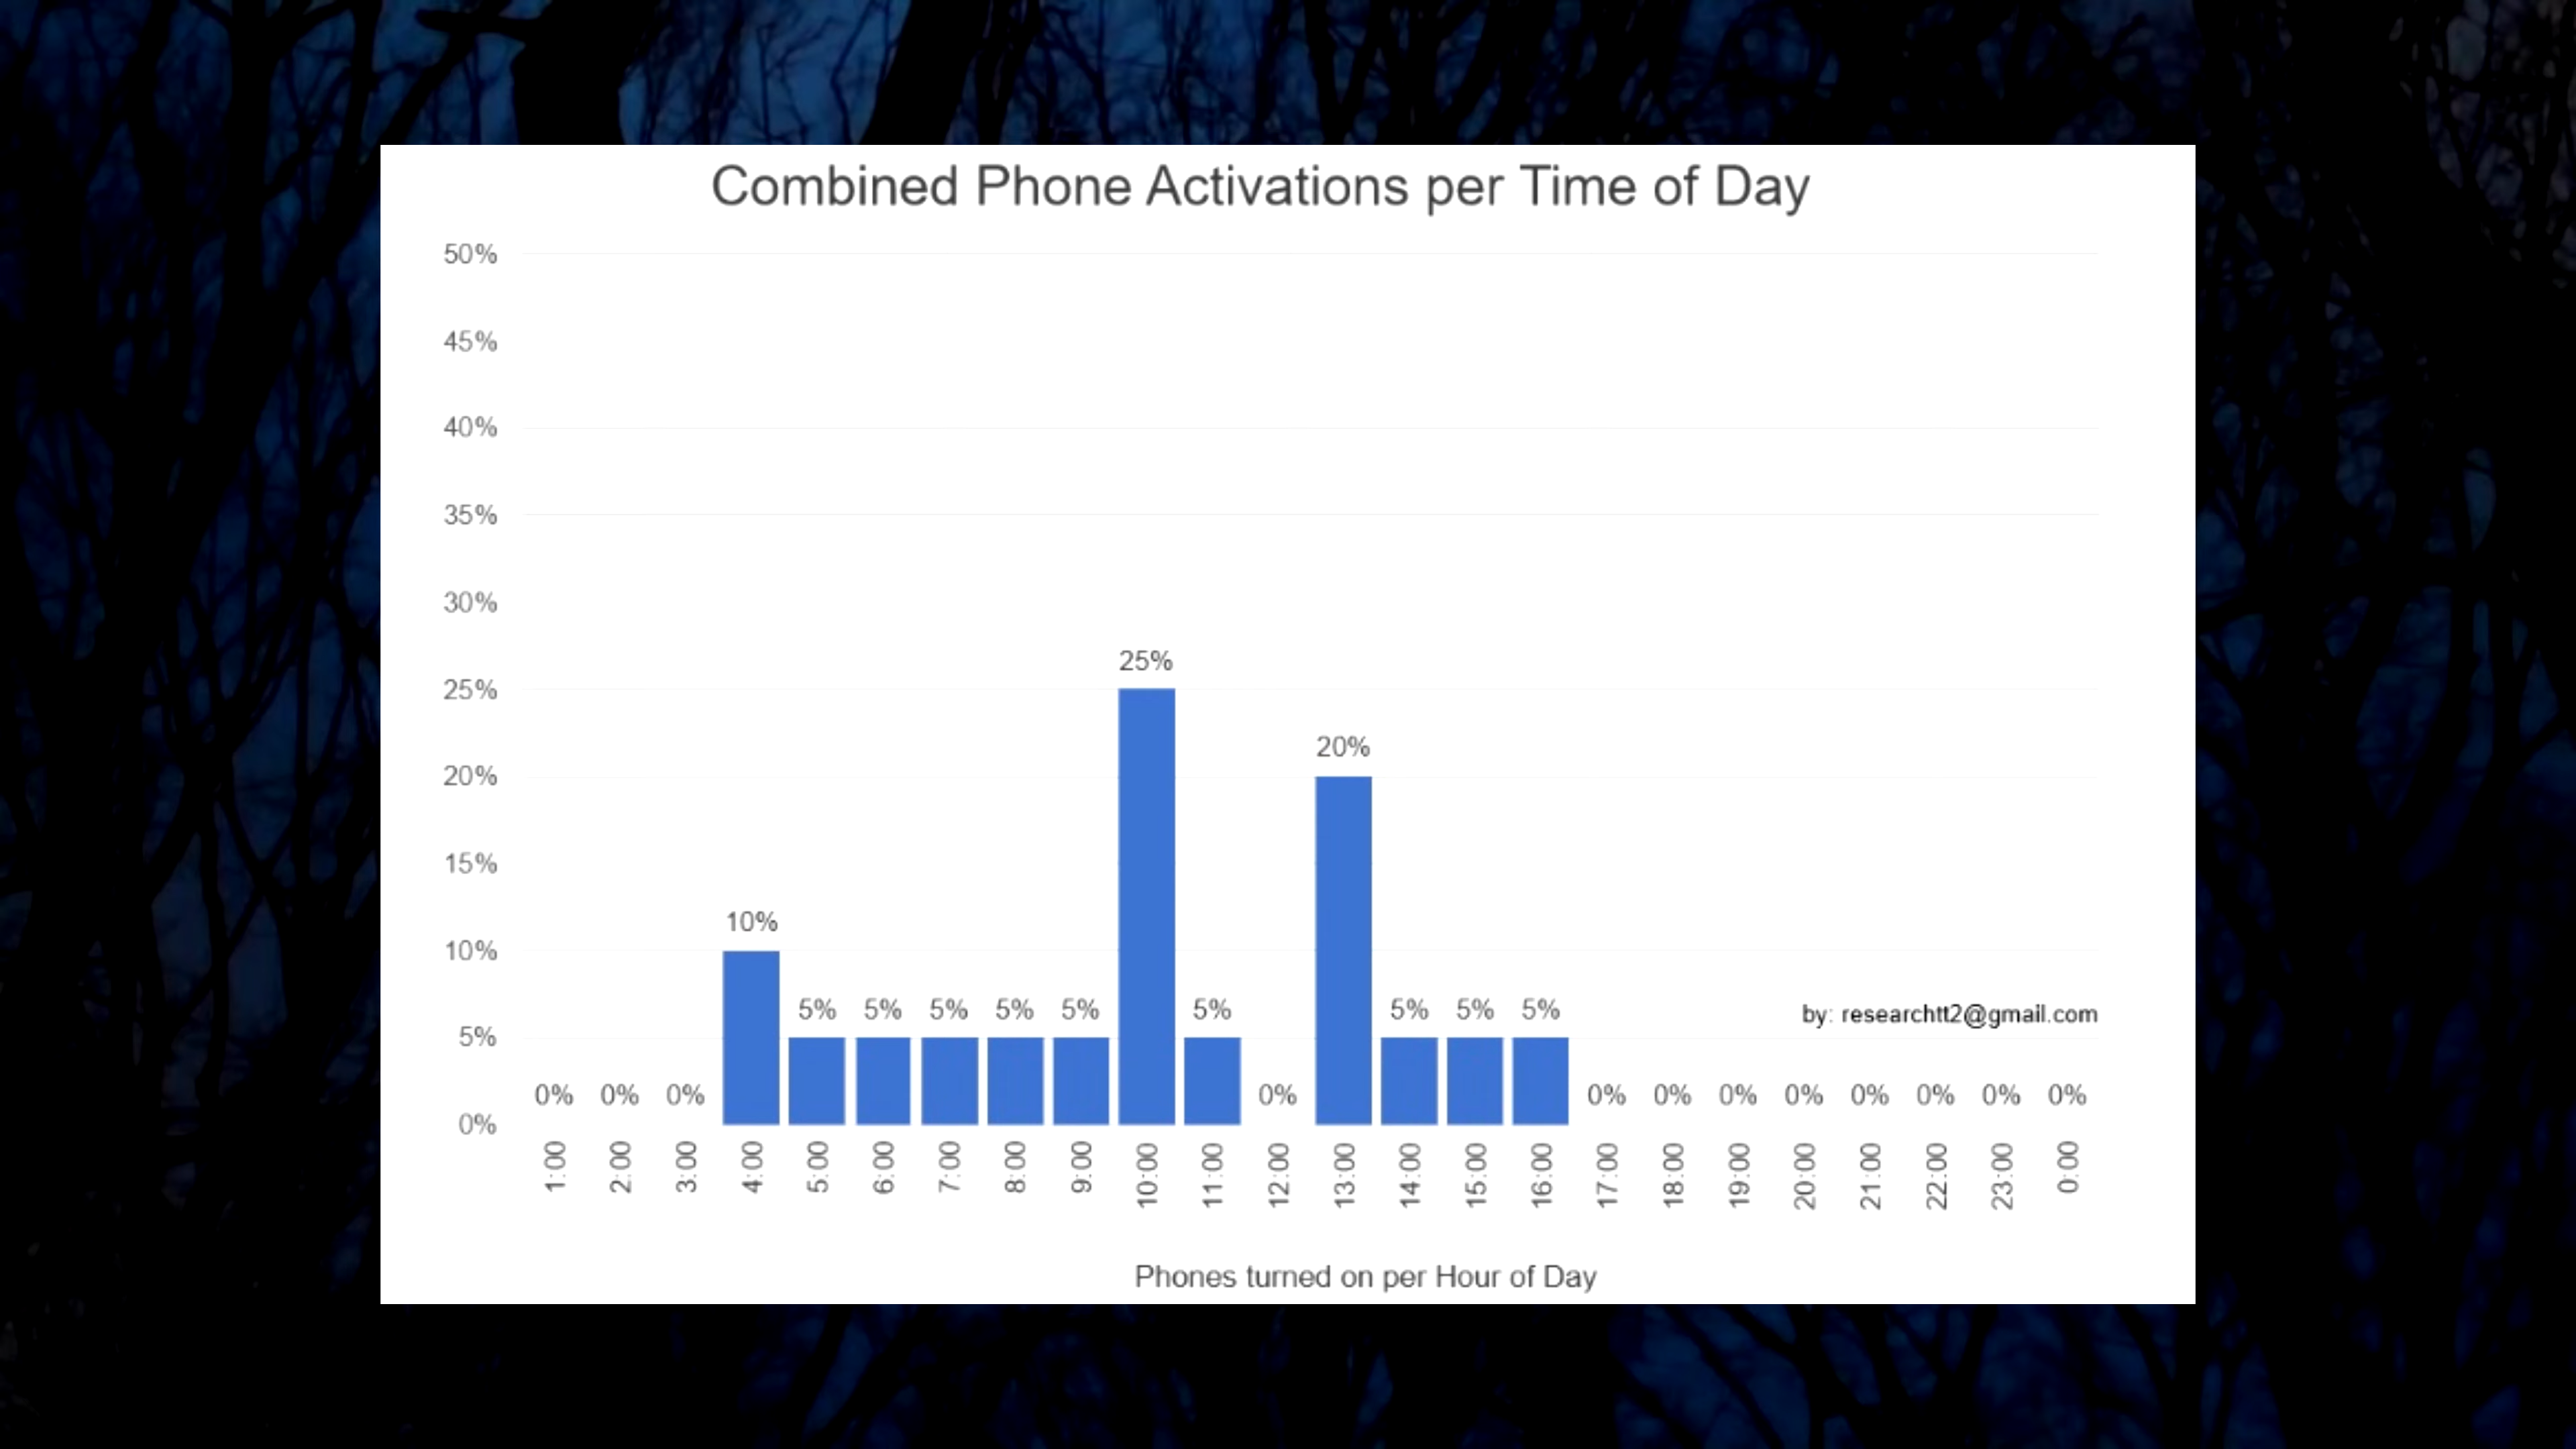 Combined Phone Activations per Time of Day
50%
45%
40%
35%
30%
25%
20%
15%
10%
5%
0%
0% 0% 0% 10% 5% 5% 5% 5% 5% 25% 5% 0% 20% 5% 5% 5% 0% 0% 0% 0% 0% 0% 0% 0%
by: researchtt2@gmail.com
1:00 2:00 3:00 4:00 5:00 6:00 7:00 8:00 9:00 10:00 11:00 12:00 13:00 14:00 15:00 16:00 17:00 18:00 19:00 20:00 21:00 22:00 23:00 0:00
Phones turned on per Hour of Day